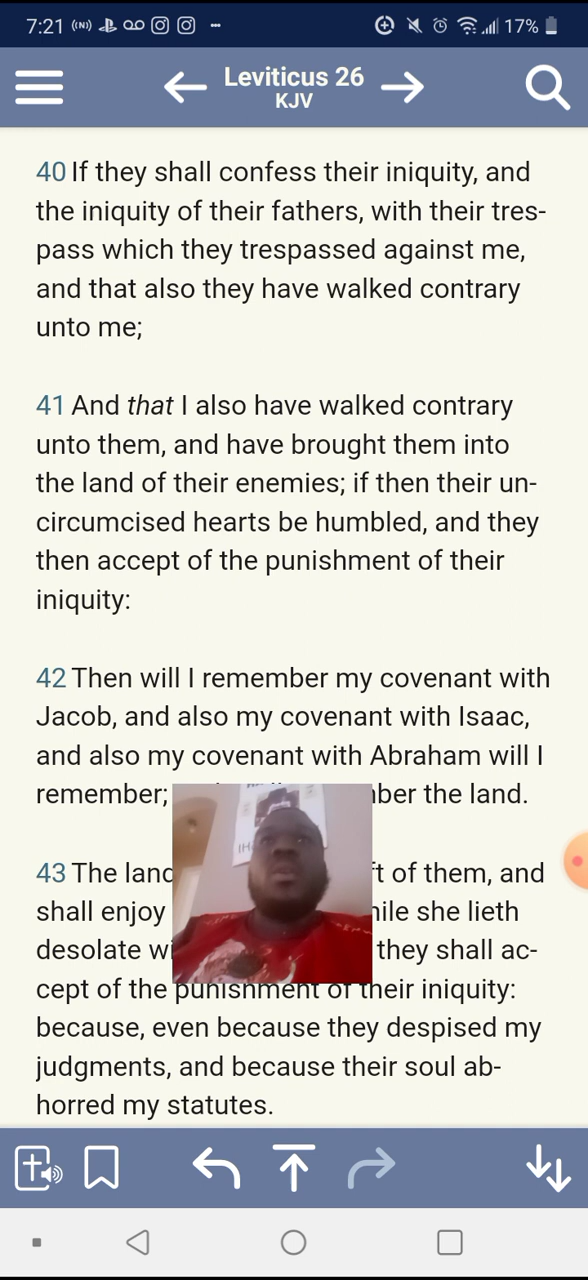 7:21 17%
Leviticus 26
KJV
40 If they shall confess their iniquity, and
the iniquity of their fathers, with their tres-
pass which they trespassed against me,
and that also they have walked contrary
unto me;
41 And that I also have walked contrary
unto them, and have brought them into
the land of their enemies; if then their un-
circumcised hearts be humbled, and they
then accept of the punishment of their
iniquity:
42 Then will I remember my covenant with
Jacob, and also my covenant with Isaac,
and also my covenant with Abraham will I
remember; the land.
43 The land of them, and
shall enjoy she lieth
desolate they shall ac-
cept of the punishment of their iniquity:
because, even because they despised my
judgments, and because their soul ab-
horred my statutes.